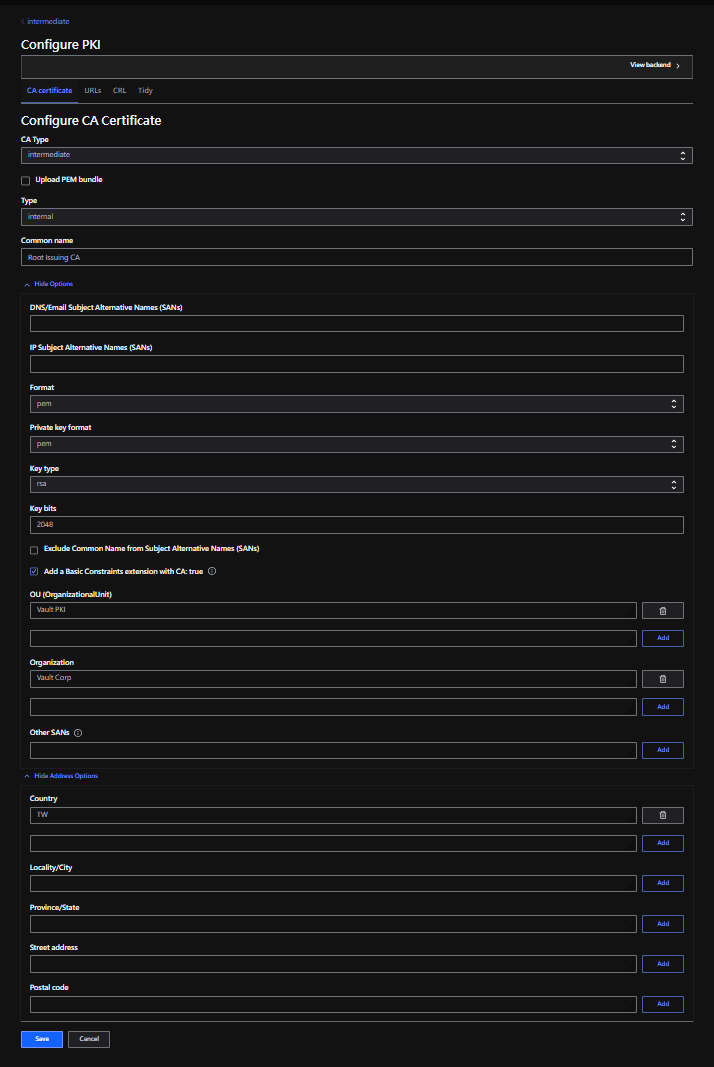 intermediate
Configure PKI
View backend
CA certificate URLs CRL Tidy
Configure CA Certificate
CA Type
intermediate
Upload PEM bundle
Type
internal
Common name
Root Issuing CA
Hide Options
DNS/Email Subject Alternative Names (SANs)
IP Subject Alternative Names (SANs)
Format
pem
Private key format
pem
Key type
rsa
Key bits
2048
Exclude Common Name from Subject Alternative Names (SANs)
Add a Basic Constraints extension with CA: true
OU (OrganizationalUnit)
Vault PKI
Add
Organization
Vault Corp
Add
Other SANs
Add
Hide Address Options
Country
TW
Add
Locality/City
Add
Province/State
Add
Street address
Add
Postal code
Add
Save Cancel